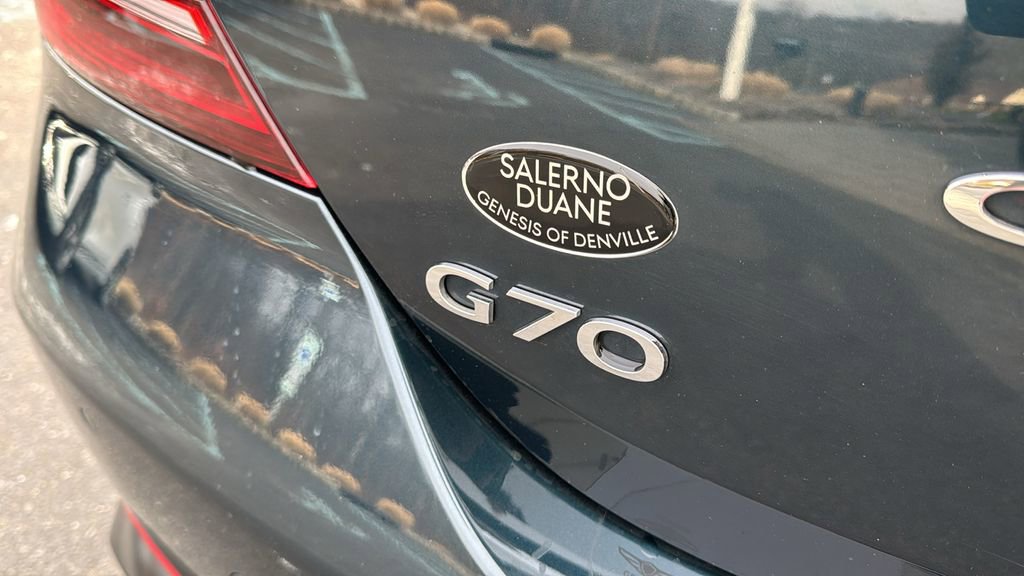 SALERNO
DUANE
GENESIS OF DENVILLE
G70